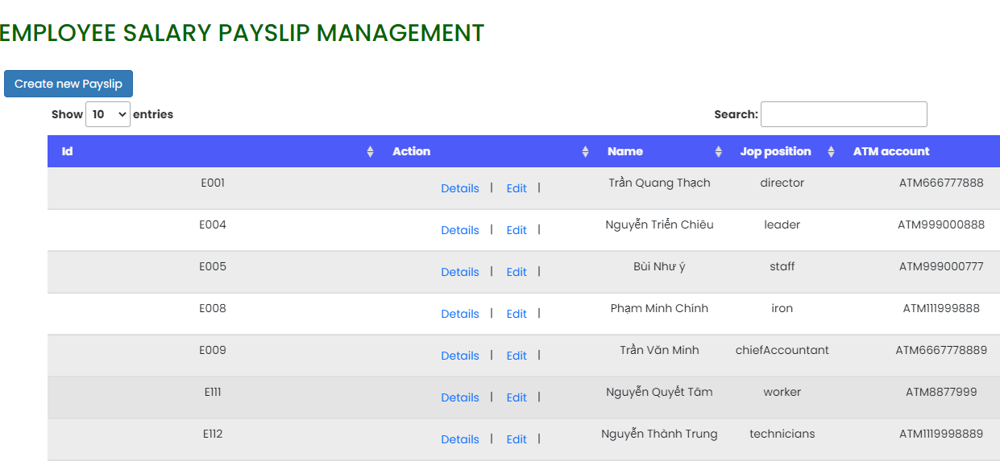 EMPLOYEE SALARY PAYSLIP MANAGEMENT
Create new Payslip
Show 10 entries Search:
Id Action Name Jop position ATM account
E001 Details | Edit | Trần Quang Thạch director ATM666777888
E004 Details | Edit | Nguyễn Triển Chiêu leader ATM999000888
E005 Details | Edit | Bùi Như ý staff ATM999000777
E008 Details | Edit | Phạm Minh Chính iron ATM111999888
E009 Details | Edit | Trần Văn Minh chiefAccountant ATM6667778889
E111 Details | Edit | Nguyễn Quyết Tâm worker ATM8877999
E112 Details | Edit | Nguyễn Thành Trung technicians ATM1119998889